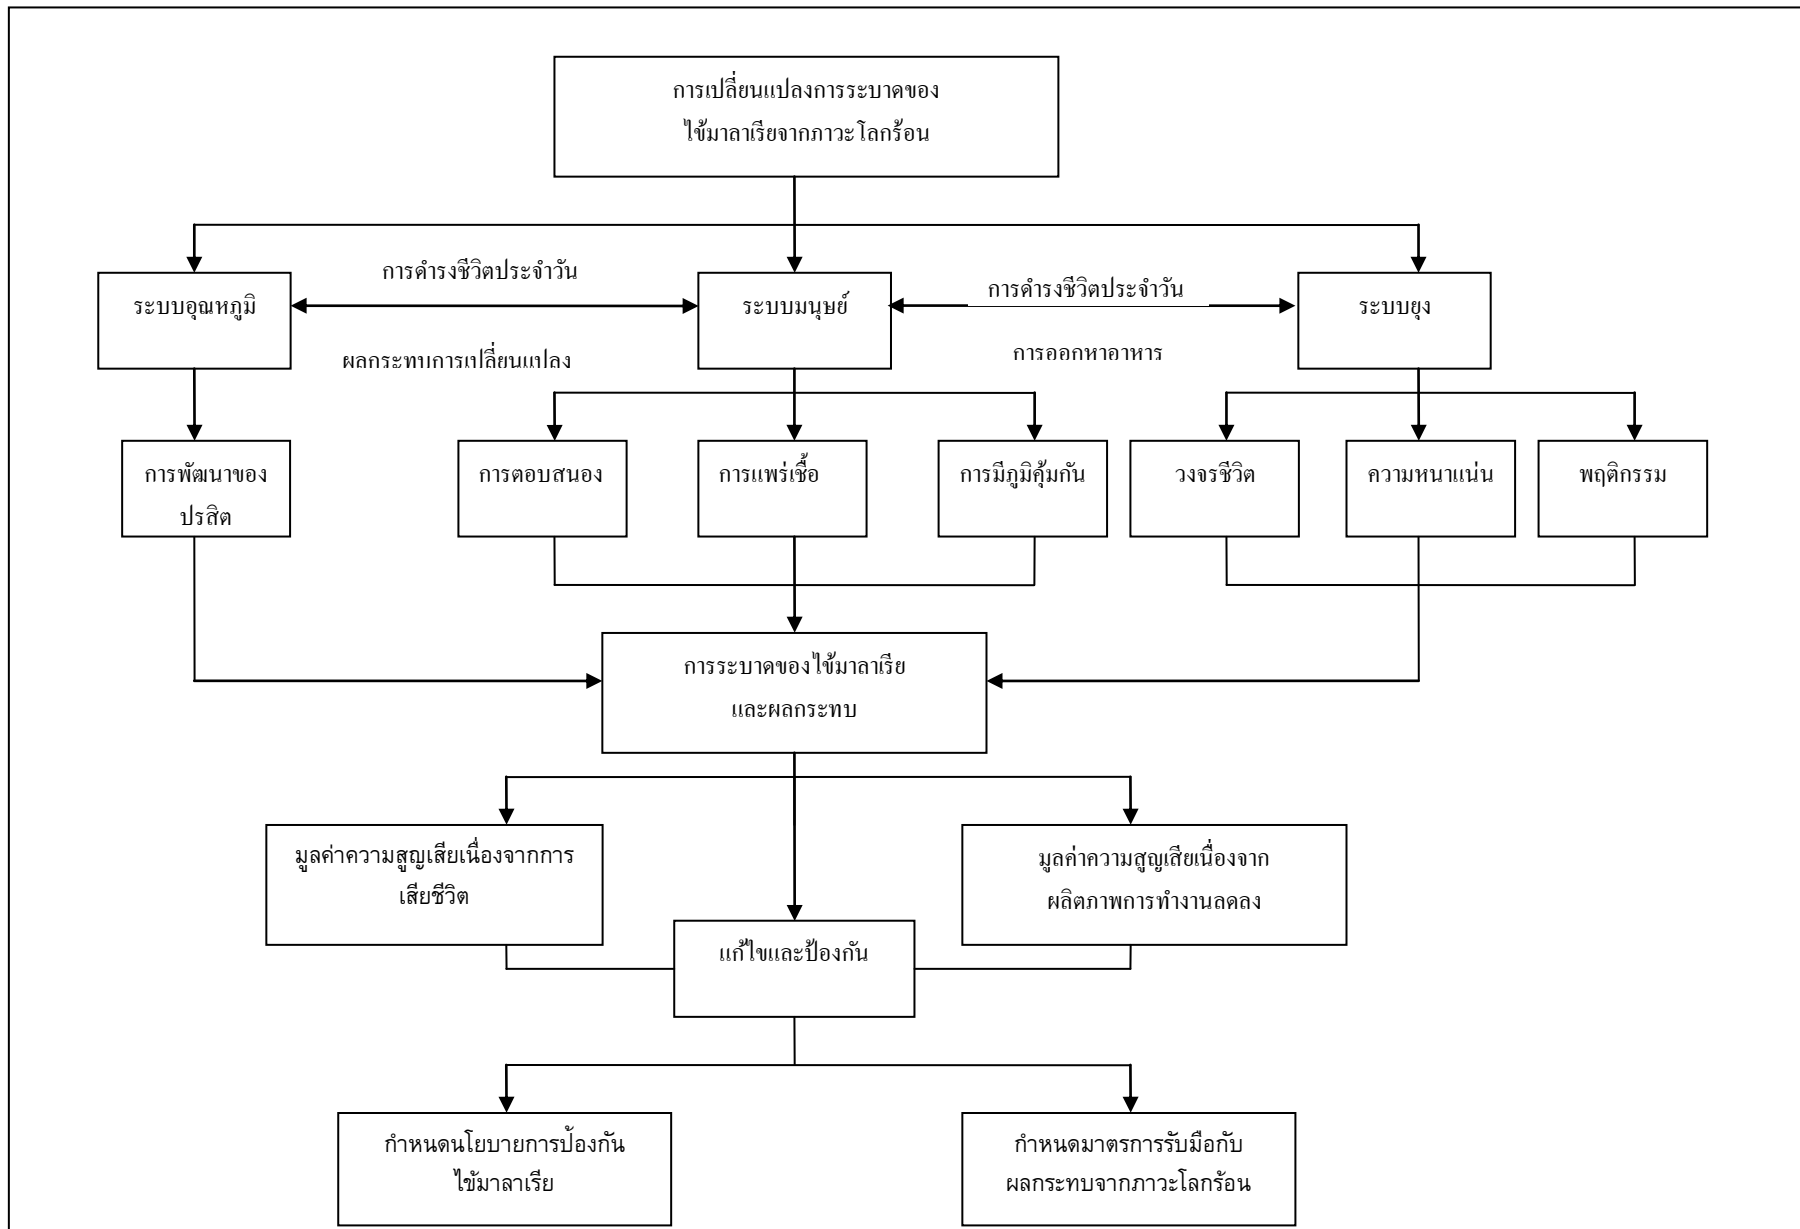 การเปลี่ยนแปลงการระบาดของ
ไข้มาลาเรียจากภาวะโลกร้อน
การดำรงชีวิตประจำวัน
การดำรงชีวิตประจำวัน
ระบบอุณหภูมิ
ระบบมนุษย์
ระบบยุง
ผลกระทบการเปลี่ยนแปลง
การออกหาอาหาร
การพัฒนาของ
ปรสิต
การตอบสนอง
การแพร่เชื้อ
การมีภูมิคุ้มกัน
วงจรชีวิต
ความหนาแน่น
พฤติกรรม
การระบาดของไข้มาลาเรีย
และผลกระทบ
มูลค่าความสูญเสียเนื่องจากการ
เสียชีวิต
มูลค่าความสูญเสียเนื่องจาก
ผลิตภาพการทำงานลดลง
แก้ไขและป้องกัน
กำหนดนโยบายการป้องกัน
ไข้มาลาเรีย
กำหนดมาตรการรับมือกับ
ผลกระทบจากภาวะโลกร้อน